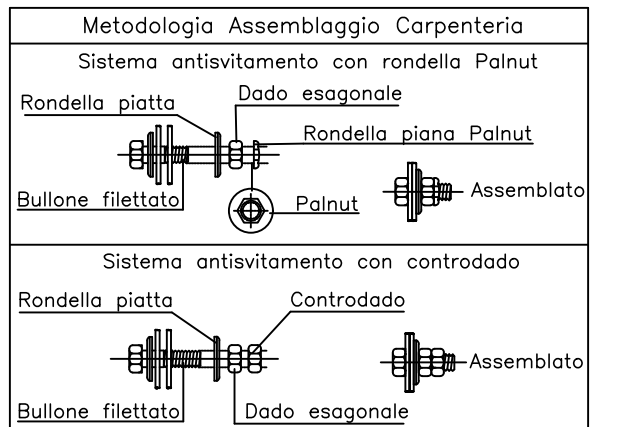 Metodologia Assemblaggio Carpenteria
Sistema antisvitamento con rondella Palnut
Rondella piatta
Dado esagonale
Rondella piana Palnut
Bullone filettato
Palnut
Assemblato
Sistema antisvitamento con controdado
Rondella piatta
Controdado
Assemblato
Bullone filettato
Dado esagonale